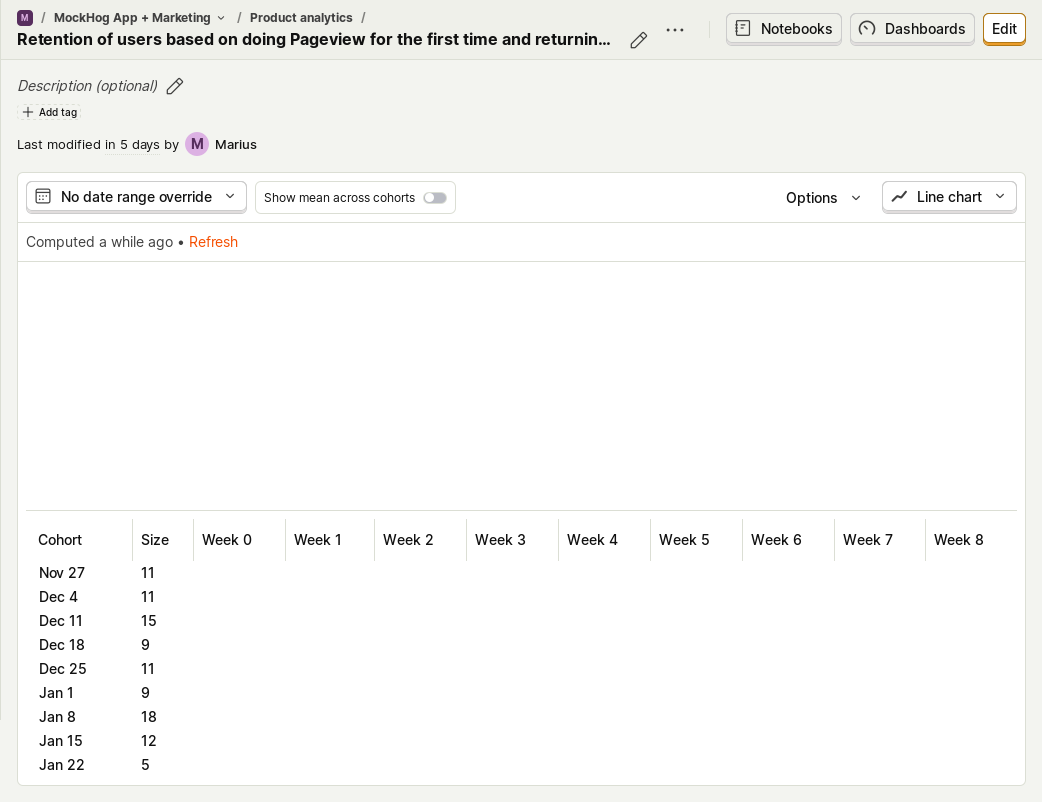 M / MockHog App + Marketing / Product analytics /
Retention of users based on doing Pageview for the first time and returnin...
Notebooks
Dashboards
Edit
Description (optional)
Add tag
Last modified in 5 days by M Marius
No date range override
Show mean across cohorts
Options
Line chart
Computed a while ago • Refresh
Cohort Size Week 0 Week 1 Week 2 Week 3 Week 4 Week 5 Week 6 Week 7 Week 8
Nov 27 11
Dec 4 11
Dec 11 15
Dec 18 9
Dec 25 11
Jan 1 9
Jan 8 18
Jan 15 12
Jan 22 5